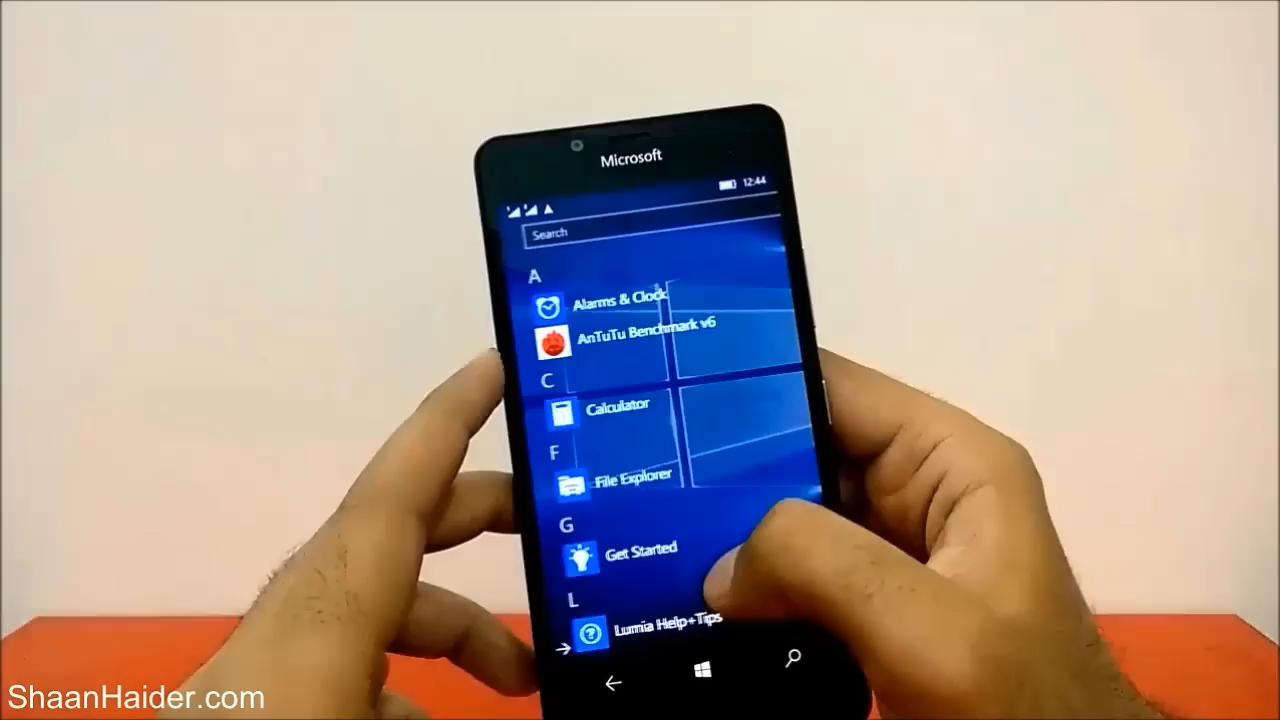 Microsoft
12:44
Search
A
Alarms & Clock
AnTuTu Benchmark v6
C
Calculator
F
File Explorer
G
Get Started
L
Lumia Help+Tips
ShaanHaider.com